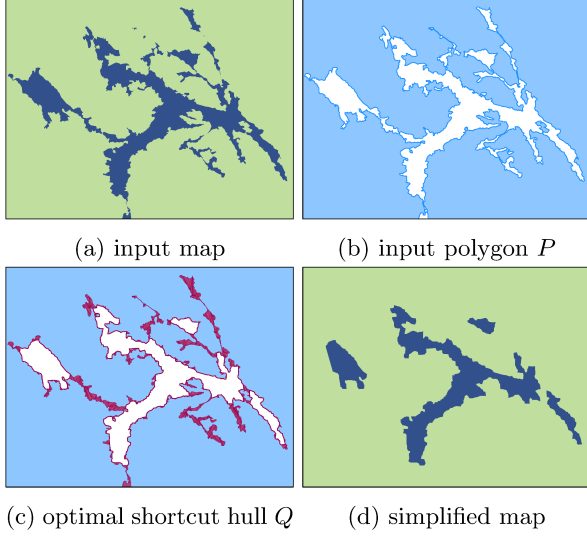 (a) input map
(b) input polygon P
(c) optimal shortcut hull Q
(d) simplified map